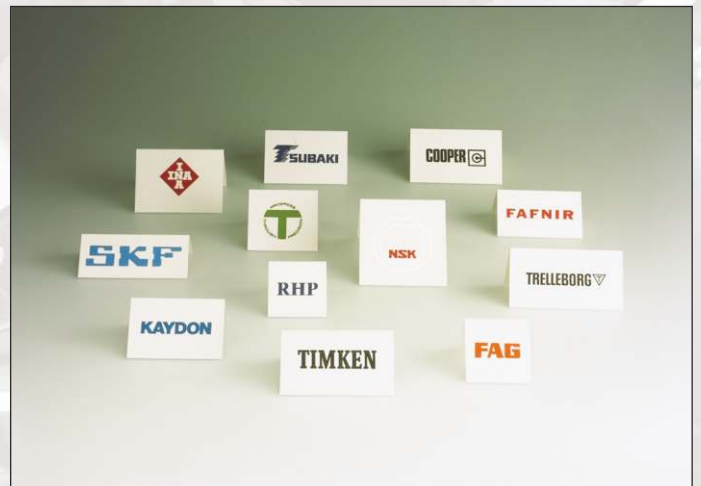 INA
TSUBAKI
COOPER C
T
NSK
FAFNIR
SKF
RHP
TRELLEBORG
KAYDON
TIMKEN
FAG